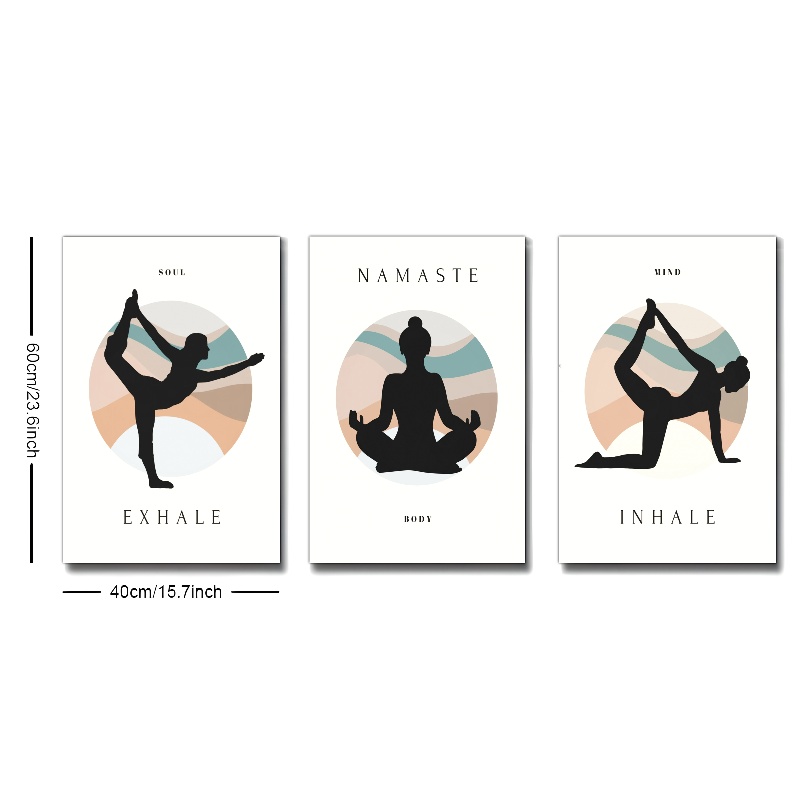 SOUL
EXHALE
NAMASTE
BODY
MIND
INHALE
60cm/23.6inch
40cm/15.7inch